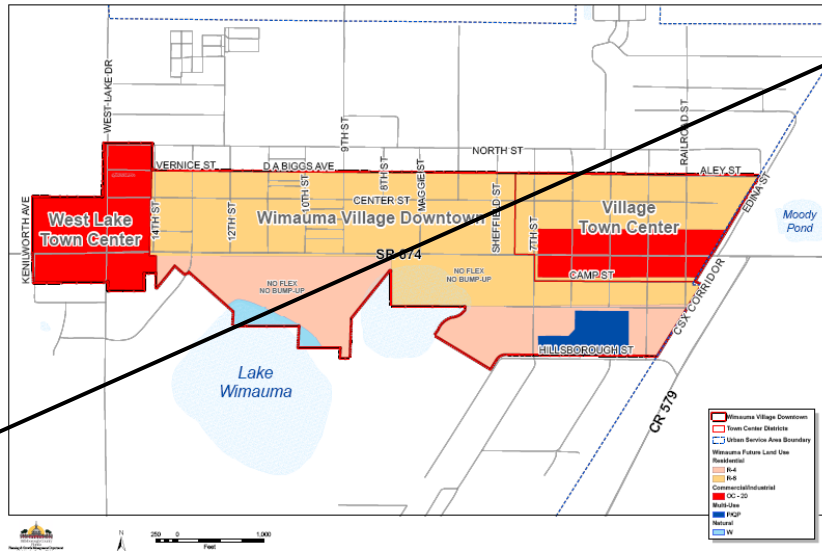 WEST LAKE DR
9TH ST
RAILROAD ST
NORTH ST
VERNICE ST
D A BIGGS AVE
ALEY ST
KENILWORTH AVE
14TH ST
12TH ST
10TH ST
8TH ST
MAGGIE ST
CENTER ST
SHEFFIELD ST
7TH ST
EDINA ST
West Lake
Town Center
Wimauma Village Downtown
Village
Town Center
Moody
Pond
SR 674
CAMP ST
NO FLEX
NO BUMP-UP
NO FLEX
NO BUMP-UP
CSX CORRIDOR
HILLSBOROUGH ST
Lake
Wimauma
CR 579
Wimauma Village Downtown
Town Center Districts
Urban Service Area Boundary
Wimauma Future Land Use
Residential
R-4
R-6
Commercial/Industrial
OC - 20
Multi-Use
P/QP
Natural
W
N
250 0 1,000
Feet